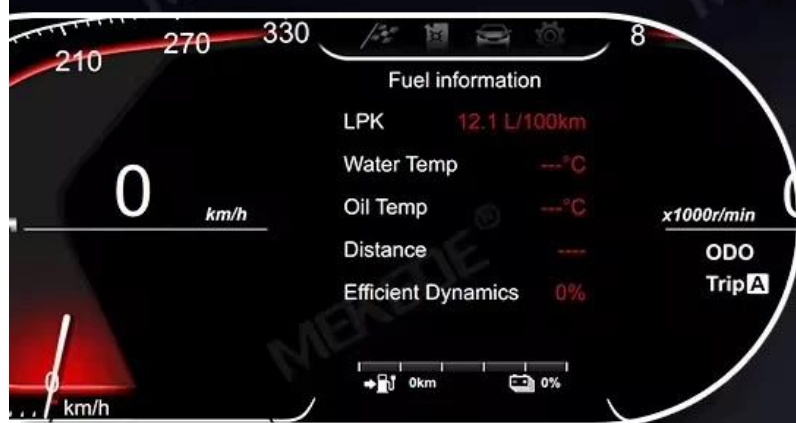 210
270
330
8
Fuel information
LPK 12.1 L/100km
Water Temp ---°C
Oil Temp ---°C
Distance ----
Efficient Dynamics 0%
0
km/h
x1000r/min
0
ODO
Trip A
0km
0%
0
km/h
MEKEDE®